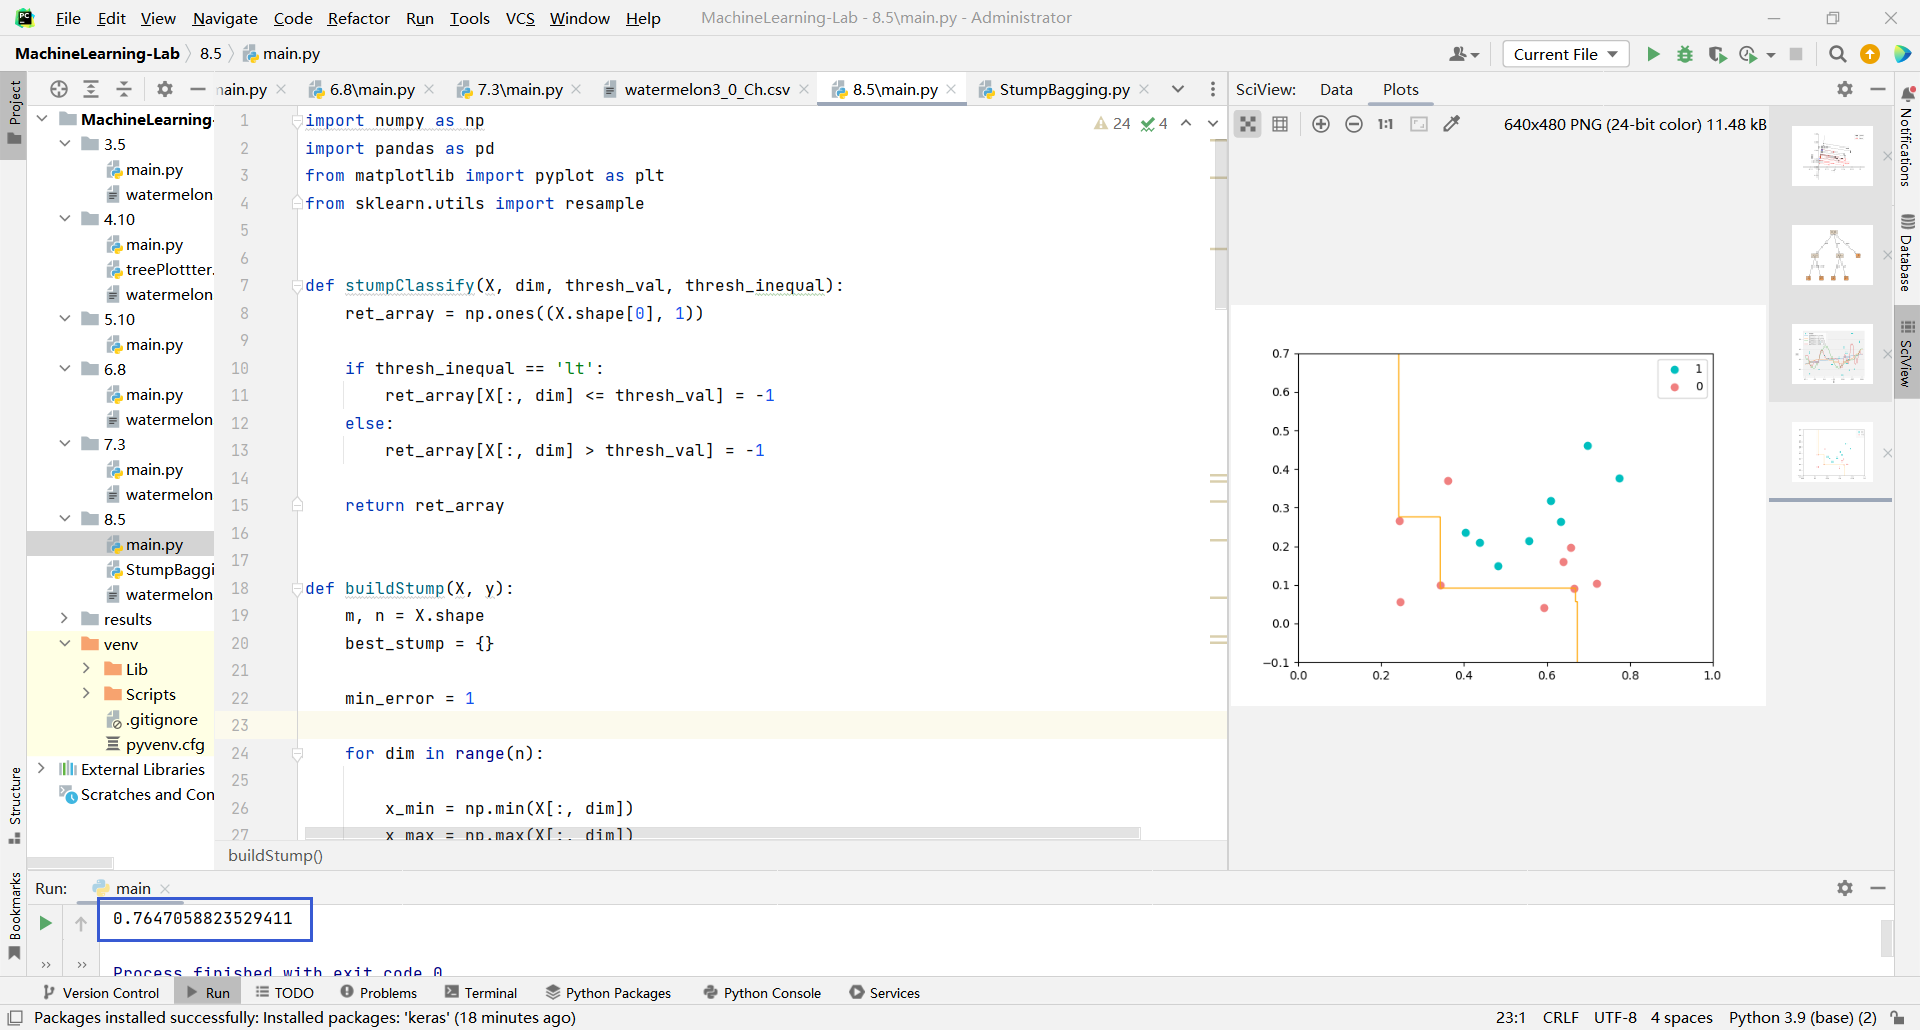 File Edit View Navigate Code Refactor Run Tools VCS Window Help MachineLearning-Lab - 8.5\main.py - Administrator
MachineLearning-Lab 8.5 main.py Current File
main.py 6.8\main.py 7.3\main.py watermelon3_0_Ch.csv 8.5\main.py StumpBagging.py SciView: Data Plots
Project
MachineLearning-
3.5
main.py
watermelon
4.10
main.py
treePlottter.
watermelon
5.10
main.py
6.8
main.py
watermelon
7.3
main.py
watermelon
8.5
main.py
StumpBaggi
watermelon
results
venv
Lib
Scripts
.gitignore
pyvenv.cfg
External Libraries
Scratches and Con
Structure
Bookmarks
24 4
1 import numpy as np
2 import pandas as pd
3 from matplotlib import pyplot as plt
4 from sklearn.utils import resample
5
6
7 def stumpClassify(X, dim, thresh_val, thresh_inequal):
8 ret_array = np.ones((X.shape[0], 1))
9
10 if thresh_inequal == 'lt':
11 ret_array[X[:, dim] <= thresh_val] = -1
12 else:
13 ret_array[X[:, dim] > thresh_val] = -1
14
15 return ret_array
16
17
18 def buildStump(X, y):
19 m, n = X.shape
20 best_stump = {}
21
22 min_error = 1
23
24 for dim in range(n):
25
26 x_min = np.min(X[:, dim])
27 x_max = np.max(X[:, dim])
buildStump()
1:1 640x480 PNG (24-bit color) 11.48 kB
0.7
0.6
0.5
0.4
0.3
0.2
0.1
0.0
−0.1
0.0 0.2 0.4 0.6 0.8 1.0
1
0
Notifications
Database
SciView
Run: main
0.7647058823529411
Process finished with exit code 0
Version Control Run TODO Problems Terminal Python Packages Python Console Services
Packages installed successfully: Installed packages: 'keras' (18 minutes ago) 23:1 CRLF UTF-8 4 spaces Python 3.9 (base) (2)